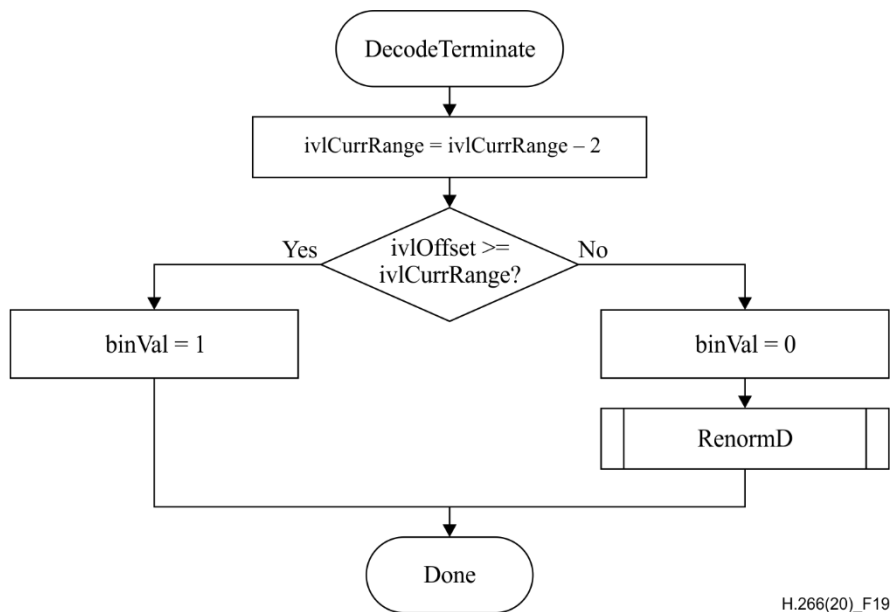 DecodeTerminate
ivlCurrRange = ivlCurrRange – 2
Yes
ivlOffset >=
ivlCurrRange?
No
binVal = 1
binVal = 0
RenormD
Done
H.266(20)_F19